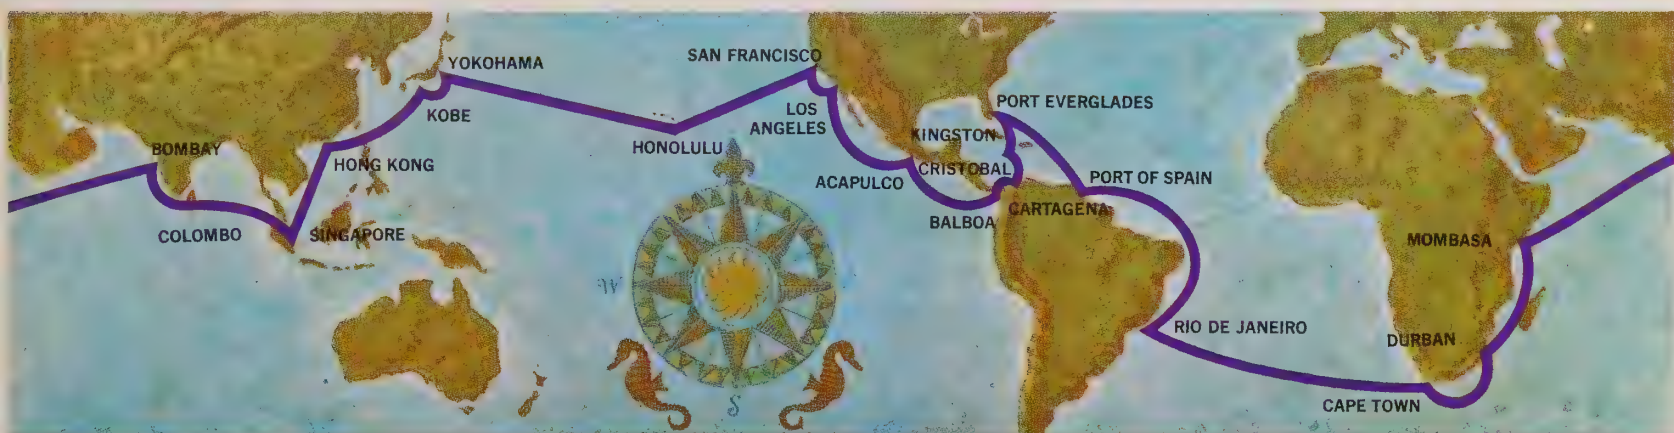 YOKOHAMA
SAN FRANCISCO
KOBE
LOS
ANGELES
PORT EVERGLADES
KINGSTON
BOMBAY
HONG KONG
HONOLULU
ACAPULCO
CRISTOBAL
PORT OF SPAIN
COLOMBO
SINGAPORE
BALBOA
CARTAGENA
MOMBASA
W
RIO DE JANEIRO
DURBAN
CAPE TOWN
S